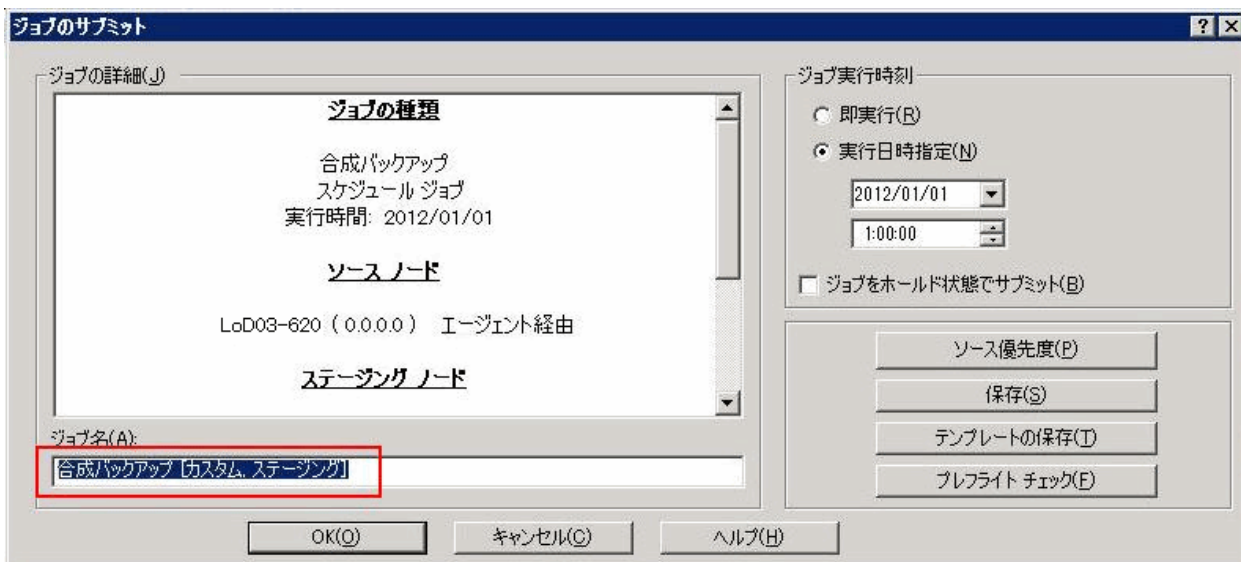 ジョブのサブミット
ジョブの詳細(J)
ジョブの種類
合成バックアップ
スケジュール ジョブ
実行時間: 2012/01/01
ソース ノード
LoD03-620 ( 0.0.0.0 ) エージェント経由
ステージング ノード
ジョブ名(A):
合成バックアップ [カスタム, ステージング]
ジョブ実行時刻
即実行(R)
実行日時指定(N)
2012/01/01
1:00:00
ジョブをホールド状態でサブミット(B)
ソース優先度(P)
保存(S)
テンプレートの保存(T)
プレフライト チェック(F)
OK(O)
キャンセル(C)
ヘルプ(H)